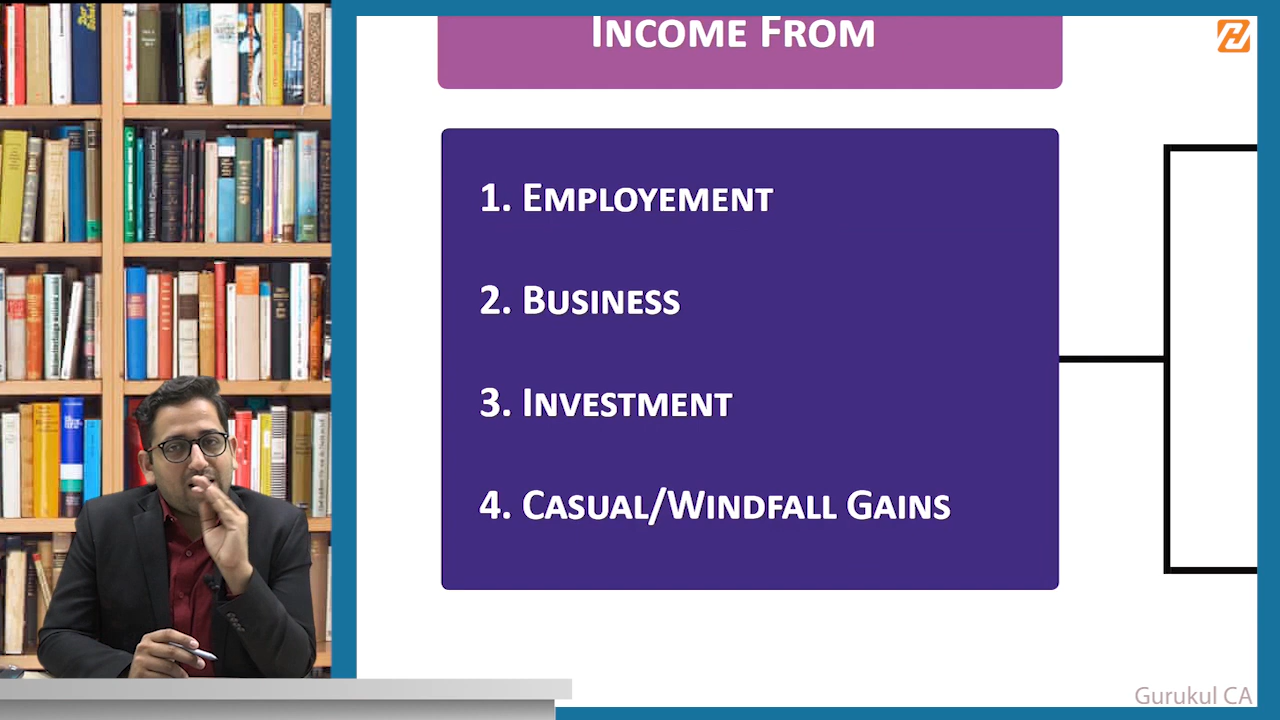 INCOME FROM
1. EMPLOYEMENT
2. BUSINESS
3. INVESTMENT
4. CASUAL/WINDFALL GAINS
Gurukul CA